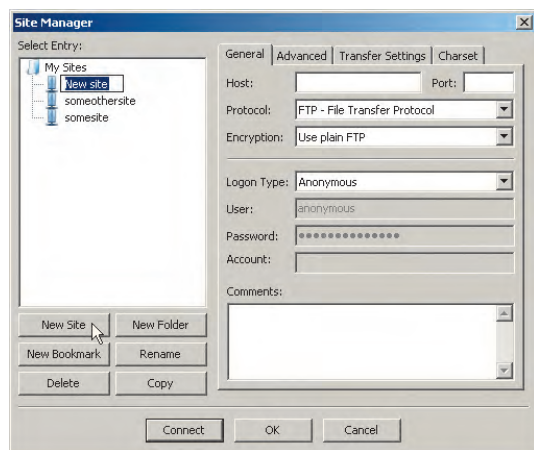 Site Manager
Select Entry:
My Sites
New site
someothersite
somesite
New Site New Folder
New Bookmark Rename
Delete Copy
General Advanced Transfer Settings Charset
Host: Port:
Protocol: FTP - File Transfer Protocol
Encryption: Use plain FTP
Logon Type: Anonymous
User: anonymous
Password: ●●●●●●●●●●●●●●
Account:
Comments:
Connect OK Cancel